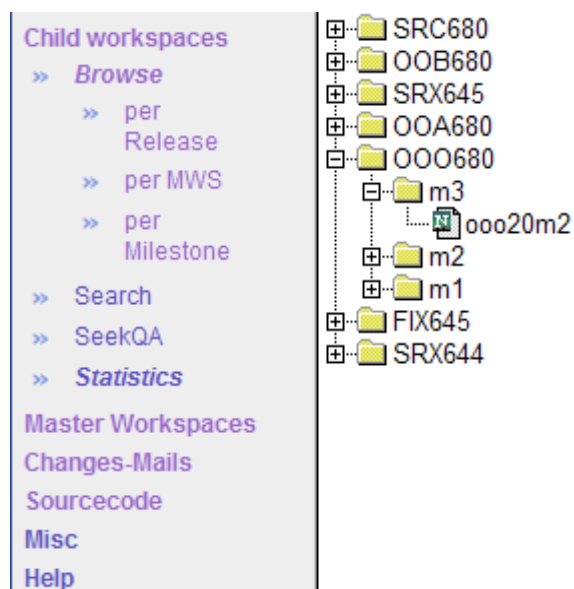 Child workspaces
» Browse
» per
Release
» per MWS
» per
Milestone
» Search
» SeekQA
» Statistics
Master Workspaces
Changes-Mails
Sourcecode
Misc
Help
SRC680
OOB680
SRX645
OOA680
OOO680
m3
ooo20m2
m2
m1
FIX645
SRX644